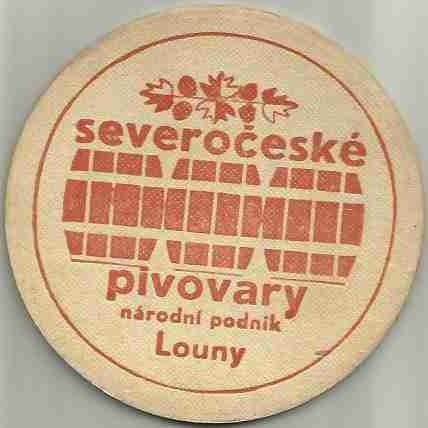 severočeské
pivovary
národní podnik
Louny